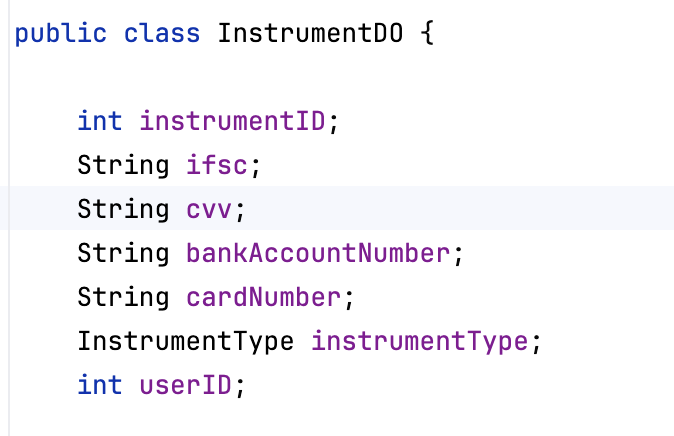 public class InstrumentDO {
int instrumentID;
String ifsc;
String cvv;
String bankAccountNumber;
String cardNumber;
InstrumentType instrumentType;
int userID;